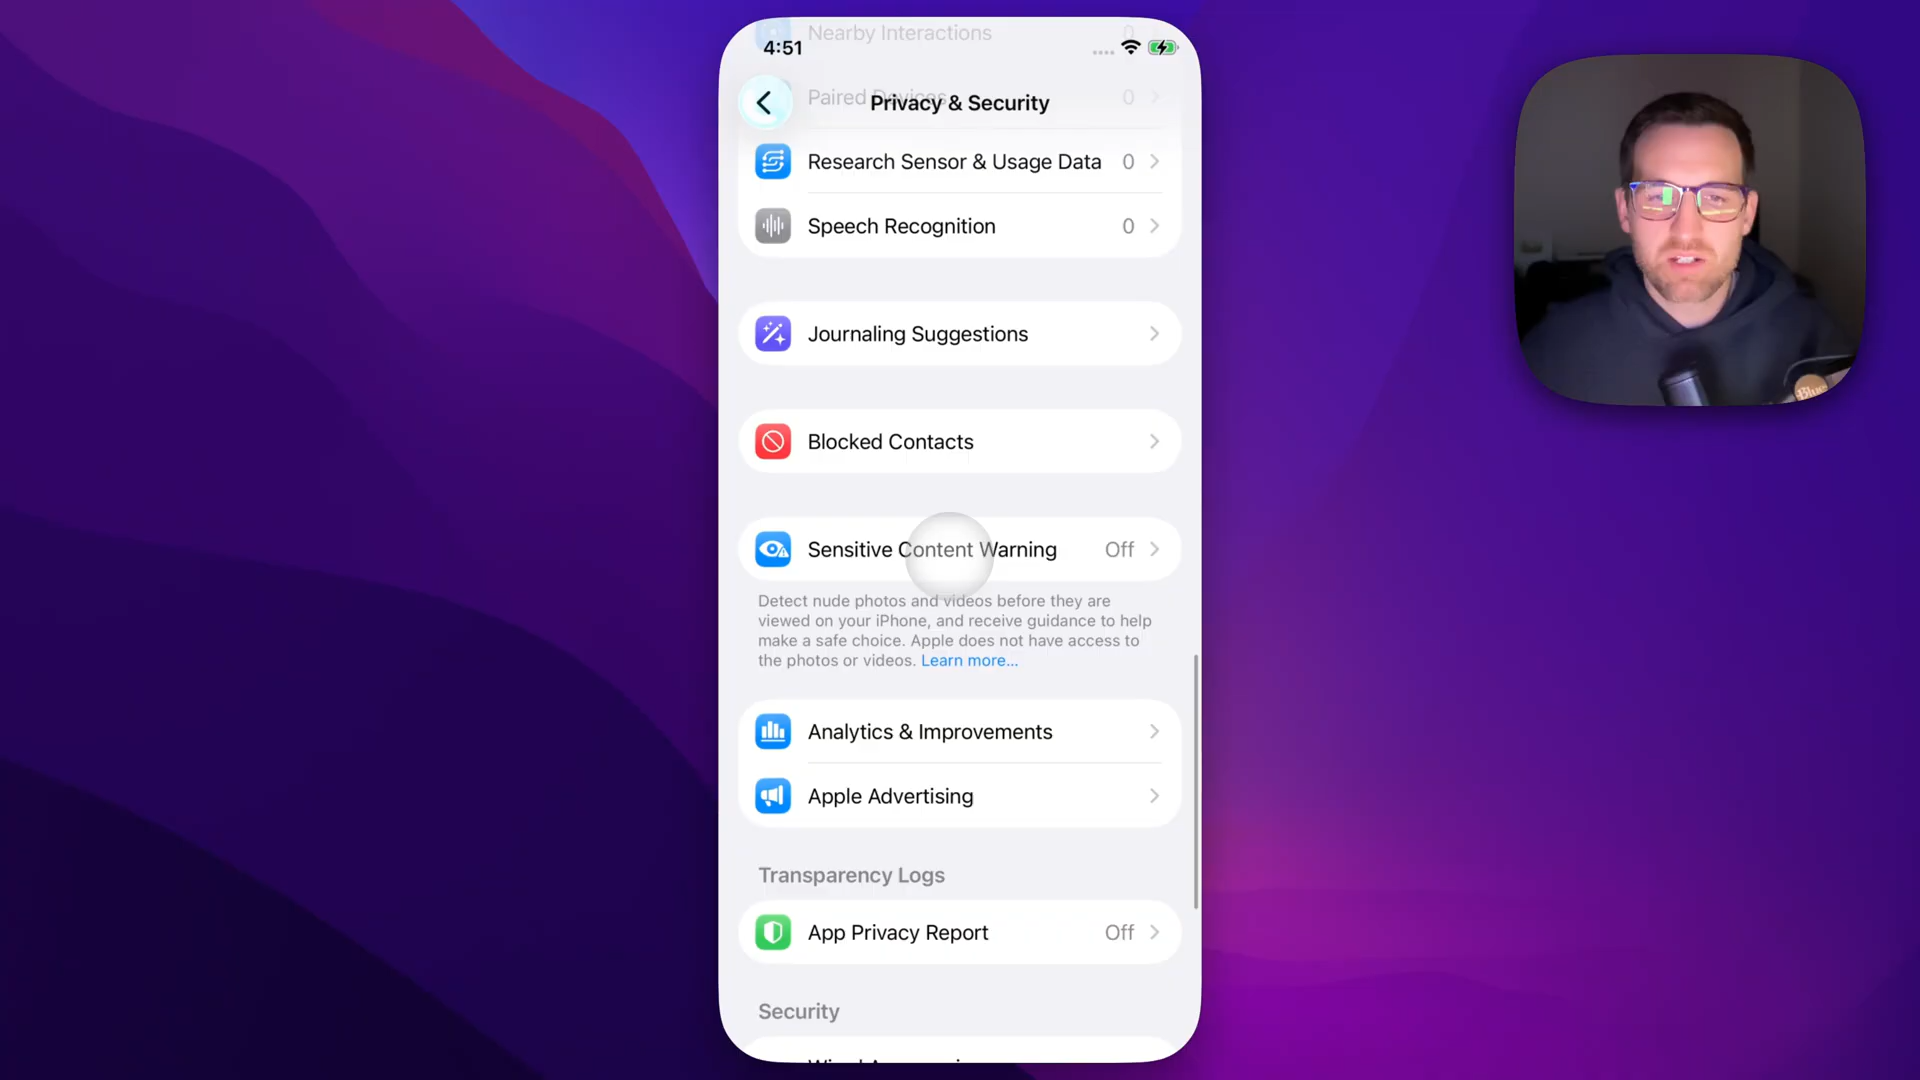 Nearby Interactions 0
4:51
Paired Devices 0
Privacy & Security
Research Sensor & Usage Data 0
Speech Recognition 0
Journaling Suggestions
Blocked Contacts
Sensitive Content Warning Off
Detect nude photos and videos before they are
viewed on your iPhone, and receive guidance to help
make a safe choice. Apple does not have access to
the photos or videos. Learn more...
Analytics & Improvements
Apple Advertising
Transparency Logs
App Privacy Report Off
Security
Blue